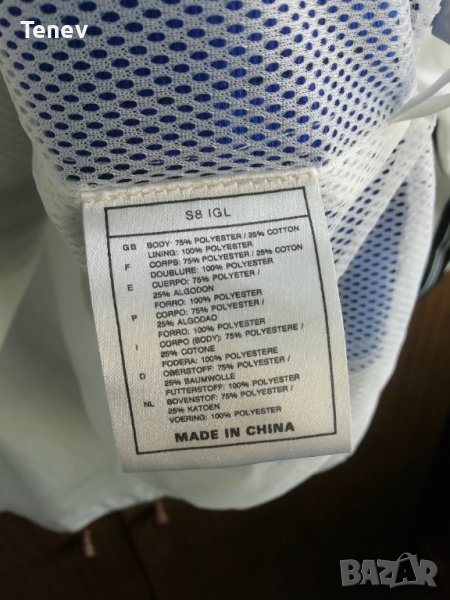 Tenev
S8 IGL
GB BODY: 75% POLYESTER / 25% COTTON
LINING: 100% POLYESTER
F CORPS: 75% POLYESTER / 25% COTON
DOUBLURE: 100% POLYESTER
E CUERPO: 75% POLYETER /
25% ALGODON
FORRO: 100% POLYESTER
P CORPO: 75% POLYESTER /
25% ALGODAO
FORRO: 100% POLYESTER
I CORPO (BODY): 75% POLYESTERE /
25% COTONE
FODERA: 100% POLIESTERE
D OBERSTOFF: 75% POLYESTER /
25% BAUMWOLLE
FUTTERSTOFF: 100% POLYESTER
NL BOVENSTOF: 75% POLYESTER /
25% KATOEN
VOERING: 100% POLYESTER
MADE IN CHINA
BAZAR